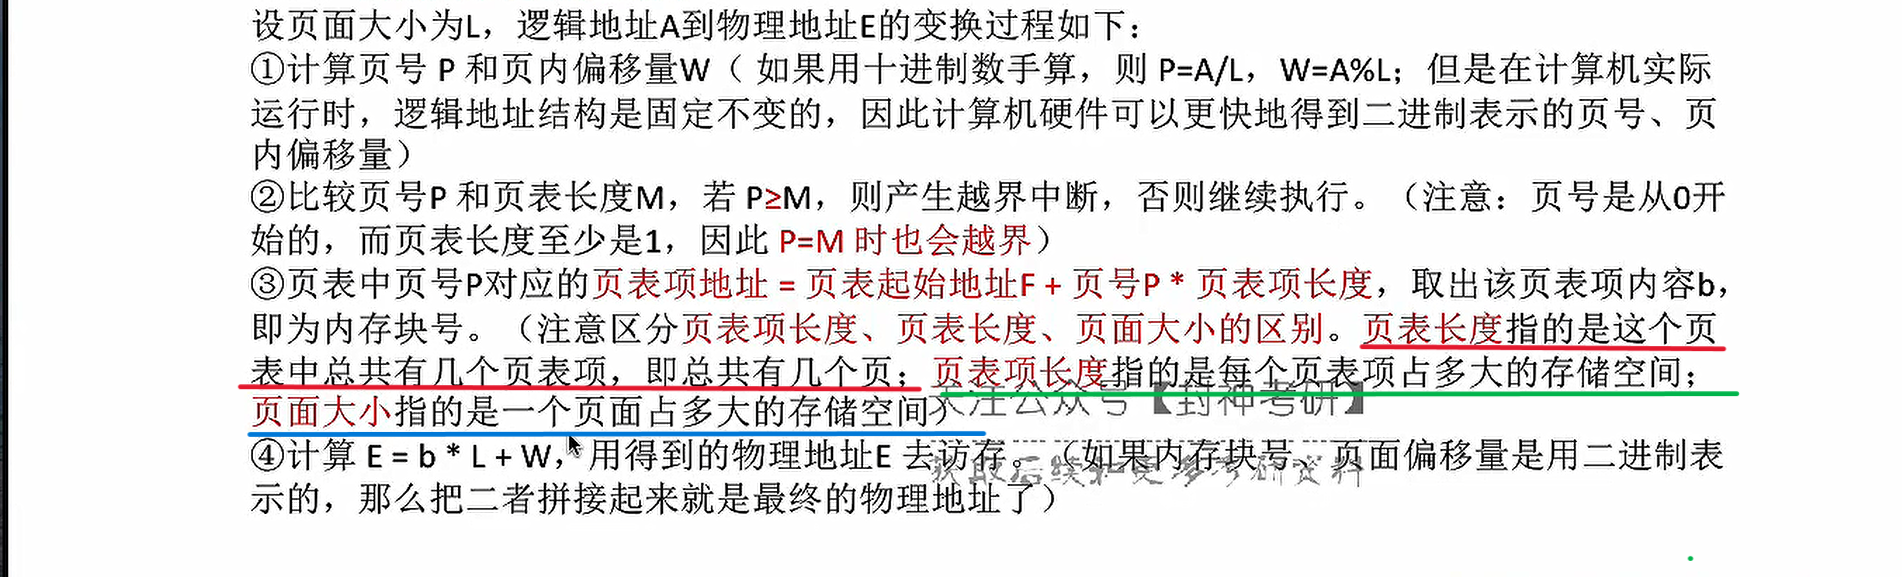 设页面大小为L，逻辑地址A到物理地址E的变换过程如下：
①计算页号 P 和页内偏移量W（ 如果用十进制数手算，则 P=A/L，W=A%L；但是在计算机实际
运行时，逻辑地址结构是固定不变的，因此计算机硬件可以更快地得到二进制表示的页号、页
内偏移量）
②比较页号P 和页表长度M，若 P≥M，则产生越界中断，否则继续执行。（注意：页号是从0开
始的，而页表长度至少是1，因此 P=M 时也会越界）
③页表中页号P对应的页表项地址 = 页表起始地址F + 页号P * 页表项长度，取出该页表项内容b，
即为内存块号。（注意区分页表项长度、页表长度、页面大小的区别。页表长度指的是这个页
表中总共有几个页表项，即总共有几个页；页表项长度指的是每个页表项占多大的存储空间；
页面大小指的是一个页面占多大的存储空间）
关注公众号【封神考研】
④计算 E = b * L + W，用得到的物理地址E 去访存。（如果内存块号、页面偏移量是用二进制表
获取后续和更多考研资料
示的，那么把二者拼接起来就是最终的物理地址了）